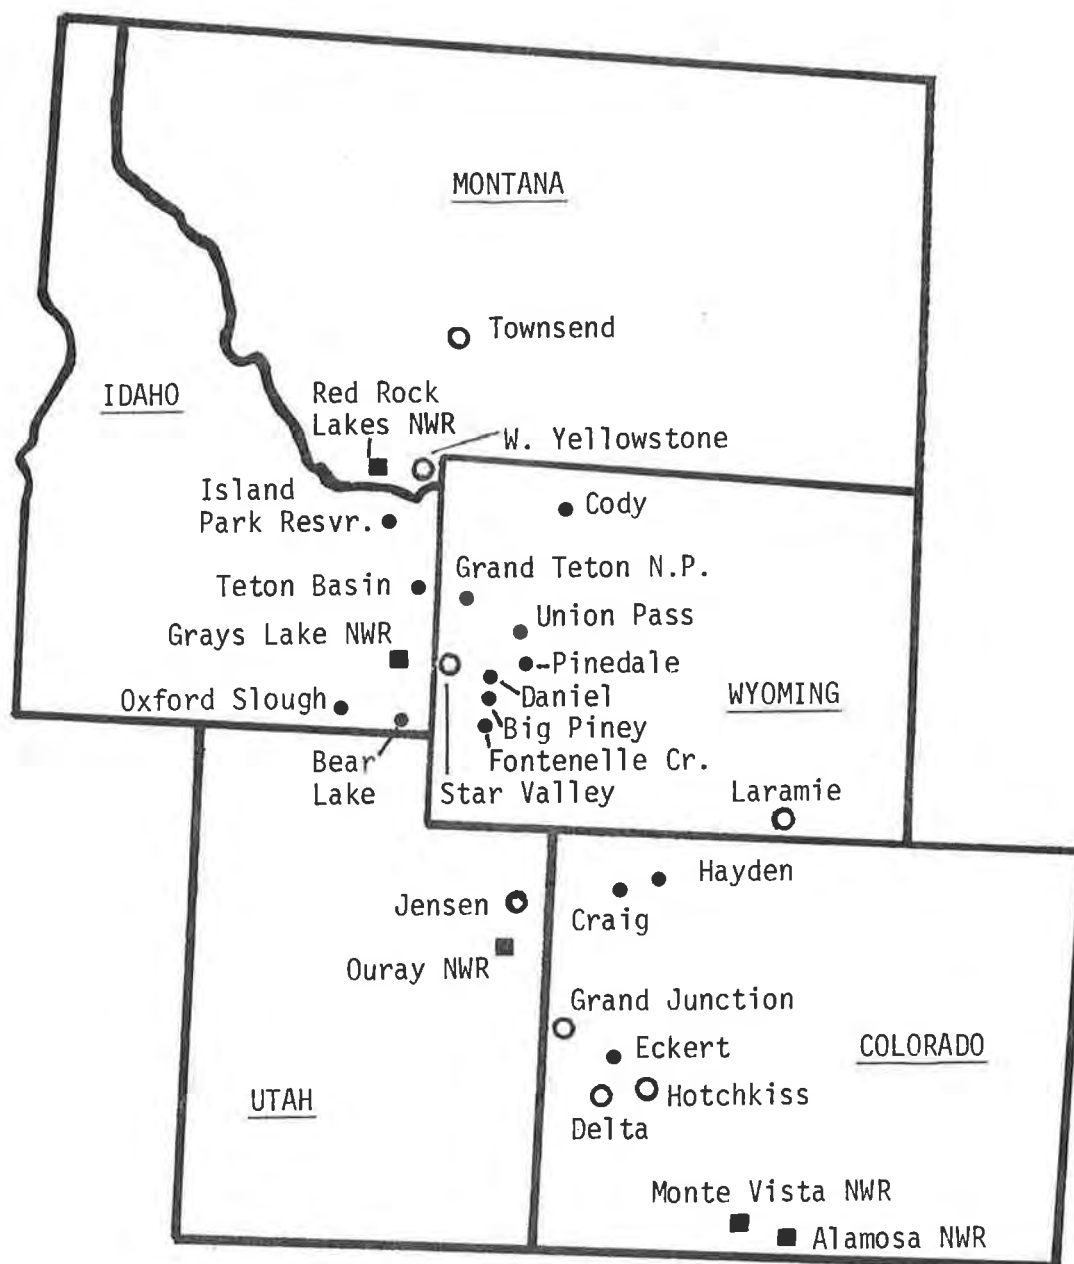 MONTANA
Townsend
IDAHO
Red Rock
Lakes NWR
W. Yellowstone
Island
Park Resvr.
Cody
Teton Basin
Grand Teton N.P.
Union Pass
Grays Lake NWR
Pinedale
Daniel
WYOMING
Oxford Slough
Big Piney
Bear
Lake
Fontenelle Cr.
Star Valley
Laramie
Hayden
Craig
Jensen
Ouray NWR
Grand Junction
Eckert
COLORADO
Hotchkiss
Delta
UTAH
Monte Vista NWR
Alamosa NWR